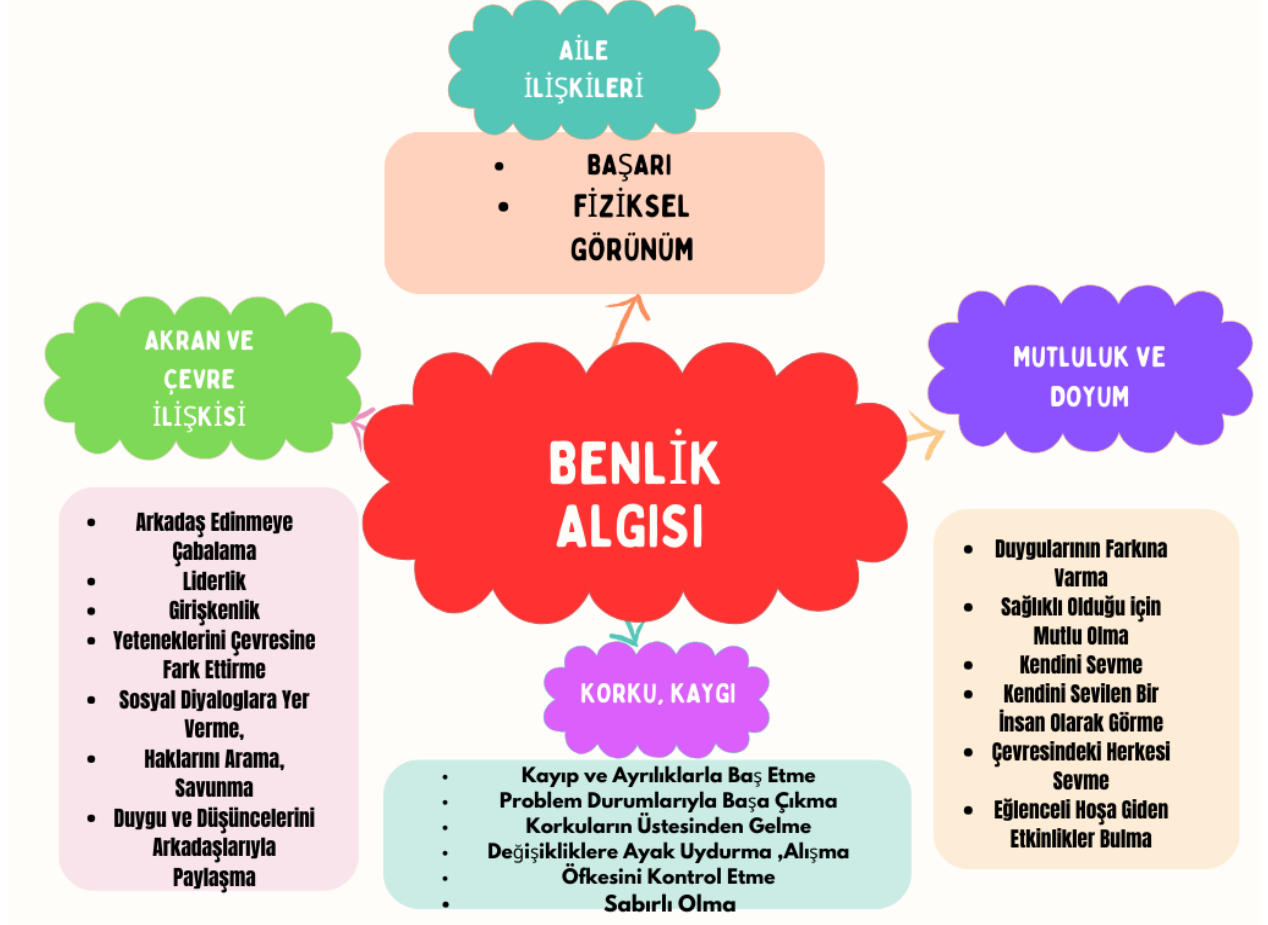 AİLE
İLİŞKİLERİ
• BAŞARI
• FİZİKSEL
GÖRÜNÜM
AKRAN VE
ÇEVRE
İLİŞKİSİ
• Arkadaş Edinmeye
Çabalama
• Liderlik
• Girişkenlik
• Yeteneklerini Çevresine
Fark Ettirme
• Sosyal Diyaloglara Yer
Verme,
• Haklarını Arama,
Savunma
• Duygu ve Düşüncelerini
Arkadaşlarıyla
Paylaşma
BENLİK
ALGISI
KORKU, KAYGI
• Kayıp ve Ayrılıklarla Baş Etme
• Problem Durumlarıyla Başa Çıkma
• Korkuların Üstesinden Gelme
• Değişikliklere Ayak Uydurma ,Alışma
• Öfkesini Kontrol Etme
• Sabırlı Olma
MUTLULUK VE
DOYUM
• Duygularının Farkına
Varma
• Sağlıklı Olduğu için
Mutlu Olma
• Kendini Sevme
• Kendini Sevilen Bir
İnsan Olarak Görme
• Çevresindeki Herkesi
Sevme
• Eğlenceli Hoşa Giden
Etkinlikler Bulma